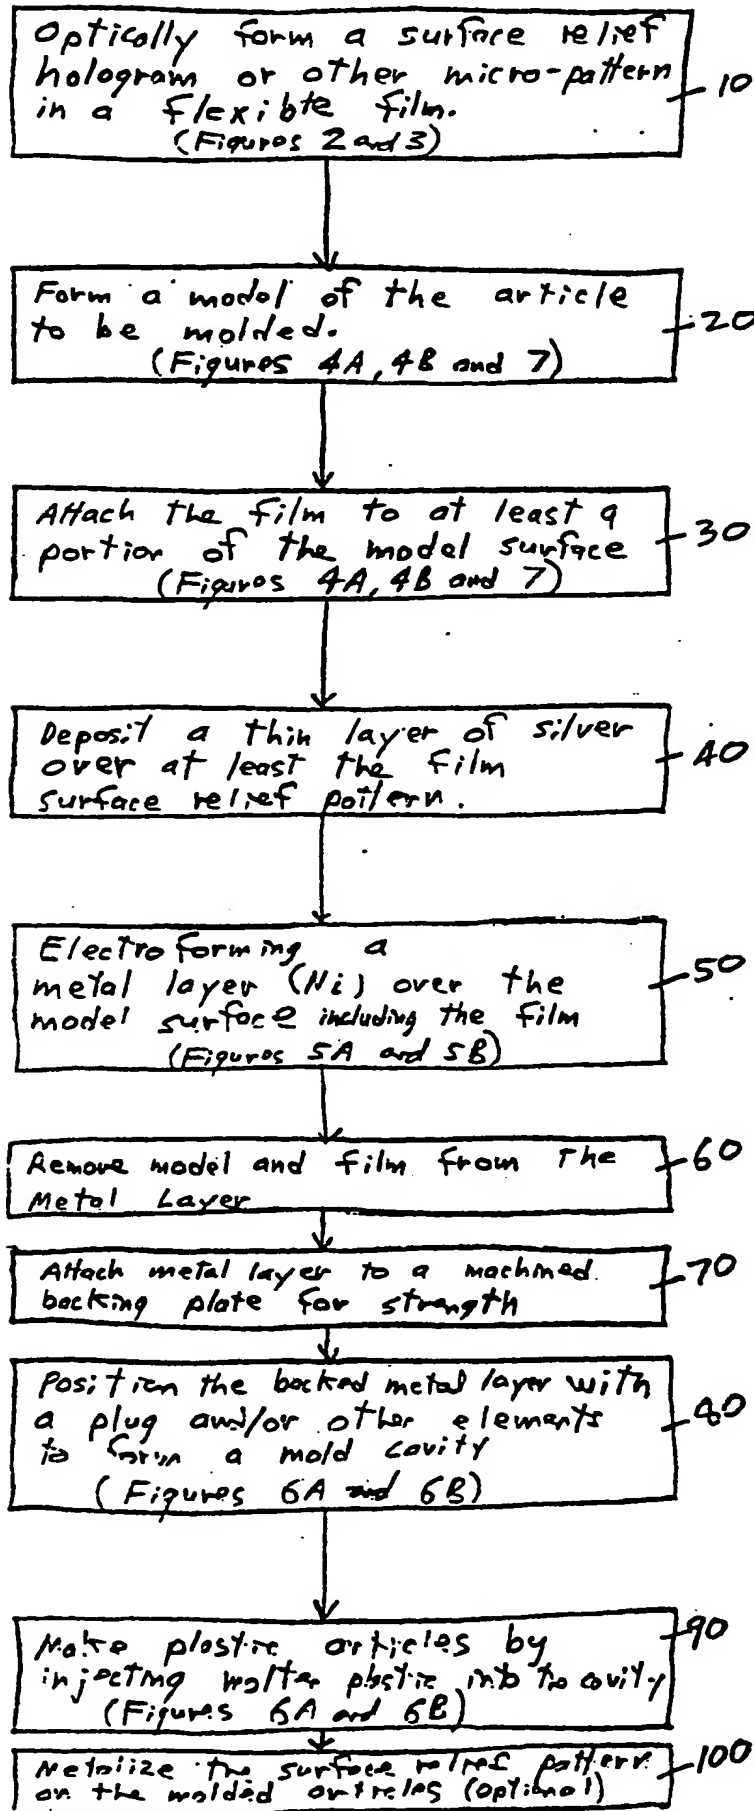 Optically form a surface relief
hologram or other micro-pattern 10
in a flexible film.
(Figures 2 and 3)
Form a model of the article
to be molded. 20
(Figures 4A, 4B and 7)
Attach the film to at least a
portion of the model surface 30
(Figures 4A, 4B and 7)
Deposit a thin layer of silver
over at least the film 40
surface relief pattern.
Electroforming a
metal layer (Ni) over the 50
model surface including the film
(Figures 5A and 5B)
Remove model and film from the 60
Metal Layer
Attach metal layer to a machined 70
backing plate for strength
Position the backed metal layer with
a plug and/or other elements 80
to form a mold cavity
(Figures 6A and 6B)
Make plastic articles by 90
injecting molten plastic into the cavity
(Figures 6A and 6B)
Metalize the surface relief pattern 100
on the molded articles (optional)